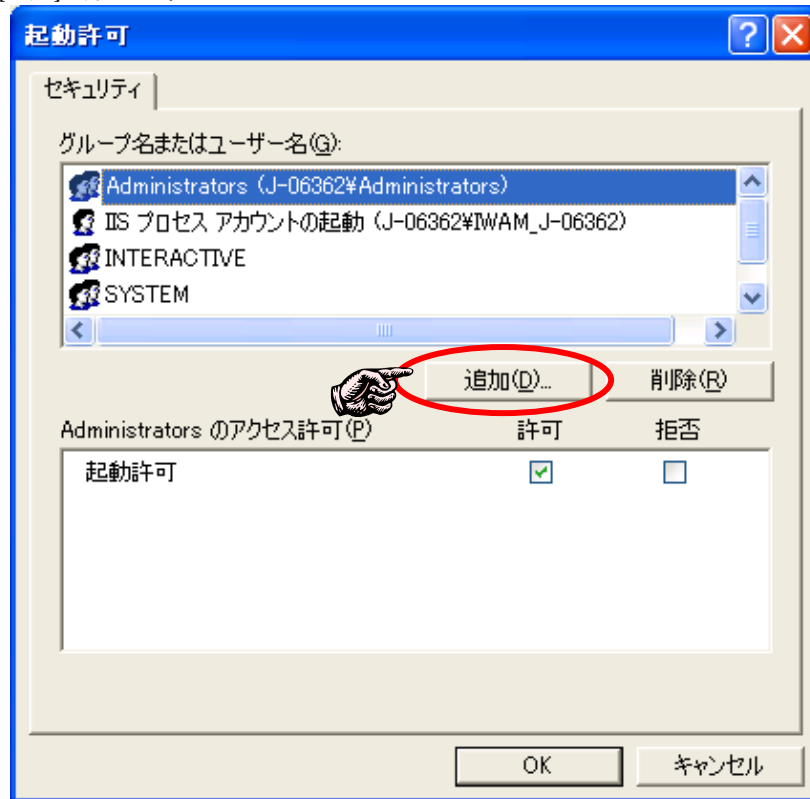 起動許可
セキュリティ
グループ名またはユーザー名(G):
Administrators (J-06362¥Administrators)
IIS プロセス アカウントの起動 (J-06362¥IWAM_J-06362)
INTERACTIVE
SYSTEM
追加(D)... 削除(R)
Administrators のアクセス許可(P) 許可 拒否
起動許可
OK キャンセル